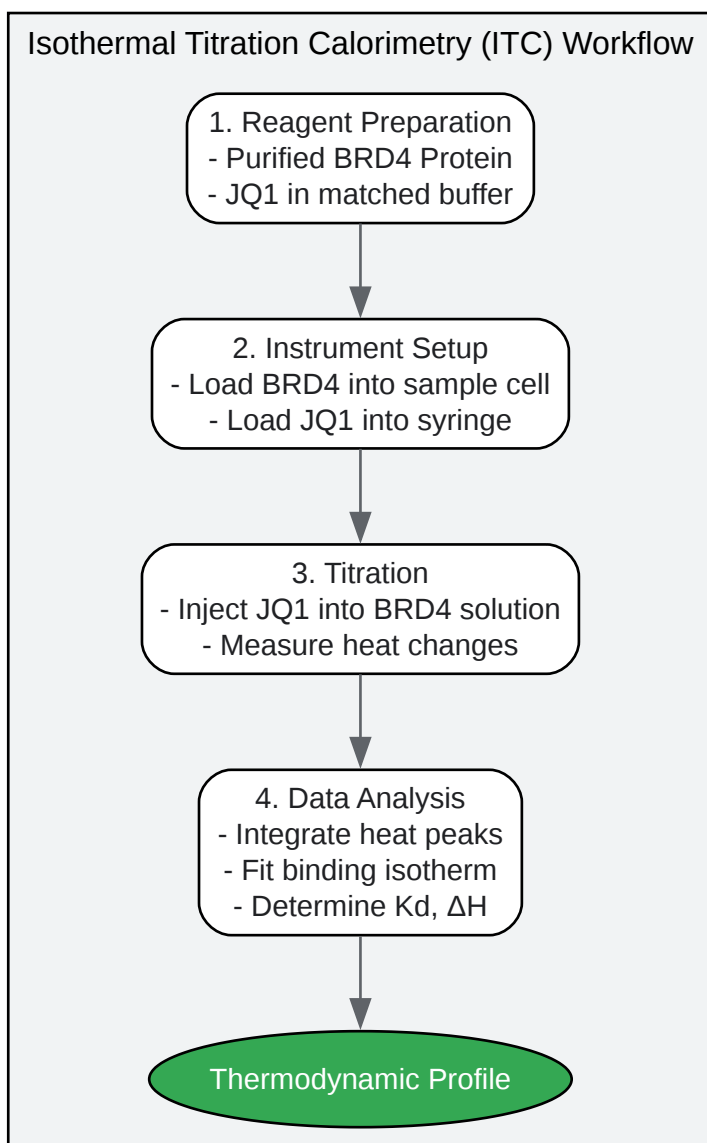 Isothermal Titration Calorimetry (ITC) Workflow
1. Reagent Preparation
- Purified BRD4 Protein
- JQ1 in matched buffer
2. Instrument Setup
- Load BRD4 into sample cell
- Load JQ1 into syringe
3. Titration
- Inject JQ1 into BRD4 solution
- Measure heat changes
4. Data Analysis
- Integrate heat peaks
- Fit binding isotherm
- Determine Kd, ΔH
Thermodynamic Profile